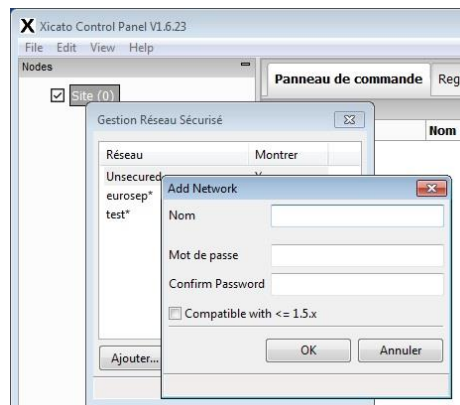 Xicato Control Panel V1.6.23
File Edit View Help
Nodes
Panneau de commande
Site (0)
Nom
Gestion Réseau Sécurisé
Réseau Montrer
Unsecured
eurosep*
test*
Add Network
Nom
Mot de passe
Confirm Password
Compatible with <= 1.5.x
OK Annuler
Ajouter...